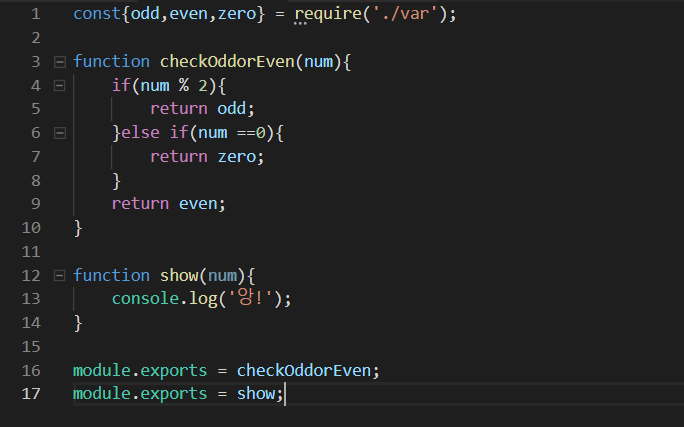 1 const{odd,even,zero} = require('./var');
2
3 function checkOddorEven(num){
4 if(num % 2){
5 return odd;
6 }else if(num ==0){
7 return zero;
8 }
9 return even;
10 }
11
12 function show(num){
13 console.log('앙!');
14 }
15
16 module.exports = checkOddorEven;
17 module.exports = show;